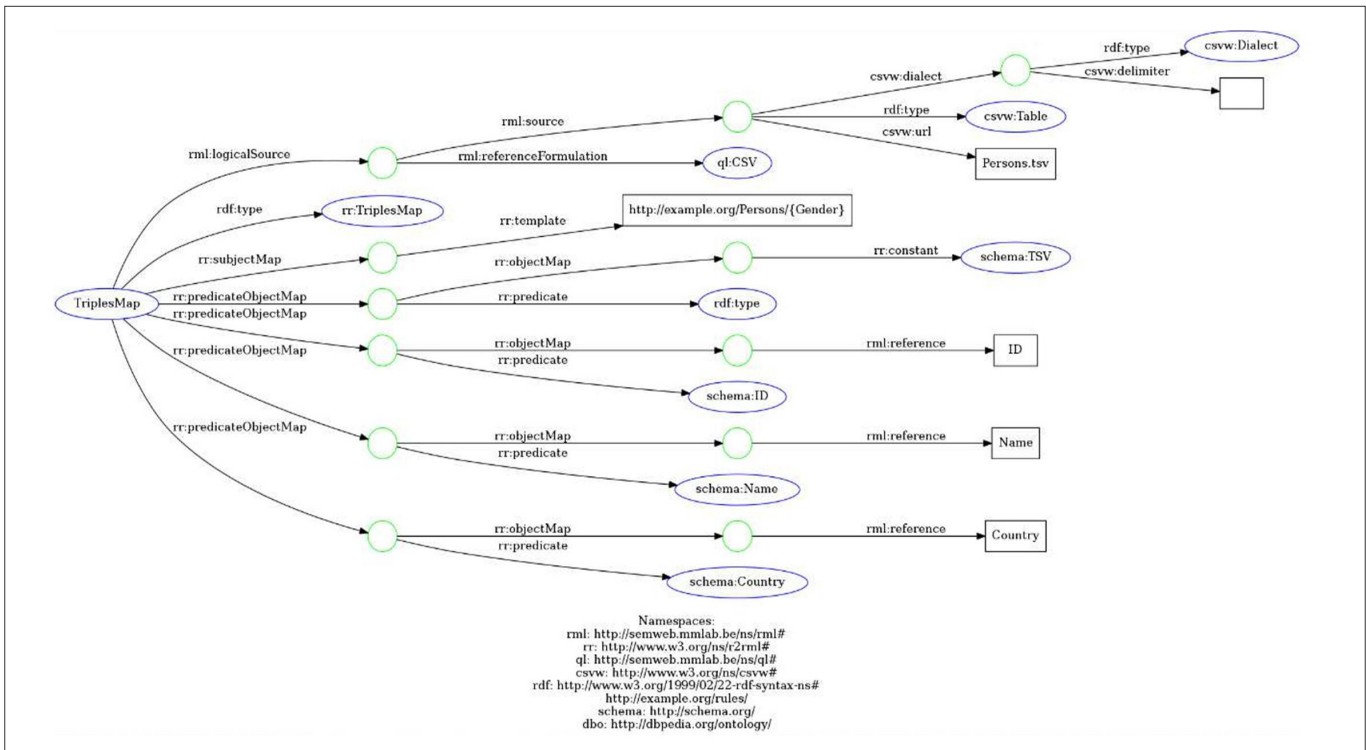 rdf:type
csvw:Dialect
csvw:dialect
csvw:delimiter
rml:source
rdf:type
csvw:Table
csvw:url
Persons.tsv
rml:logicalSource
rml:referenceFormulation
ql:CSV
rdf:type
rr:TriplesMap
rr:template
http://example.org/Persons/{Gender}
rr:subjectMap
rr:objectMap
rr:constant
schema:TSV
TriplesMap
rr:predicateObjectMap
rr:predicate
rdf:type
rr:predicateObjectMap
rr:objectMap
rml:reference
ID
rr:predicate
schema:ID
rr:predicateObjectMap
rr:objectMap
rml:reference
Name
rr:predicate
schema:Name
rr:predicateObjectMap
rr:objectMap
rml:reference
Country
rr:predicate
schema:Country
Namespaces:
rml: http://semweb.mmlab.be/ns/rml#
rr: http://www.w3.org/ns/r2rml#
ql: http://semweb.mmlab.be/ns/ql#
csvw: http://www.w3.org/ns/csvw#
rdf: http://www.w3.org/1999/02/22-rdf-syntax-ns#
http://example.org/rules/
schema: http://schema.org/
dbo: http://dbpedia.org/ontology/